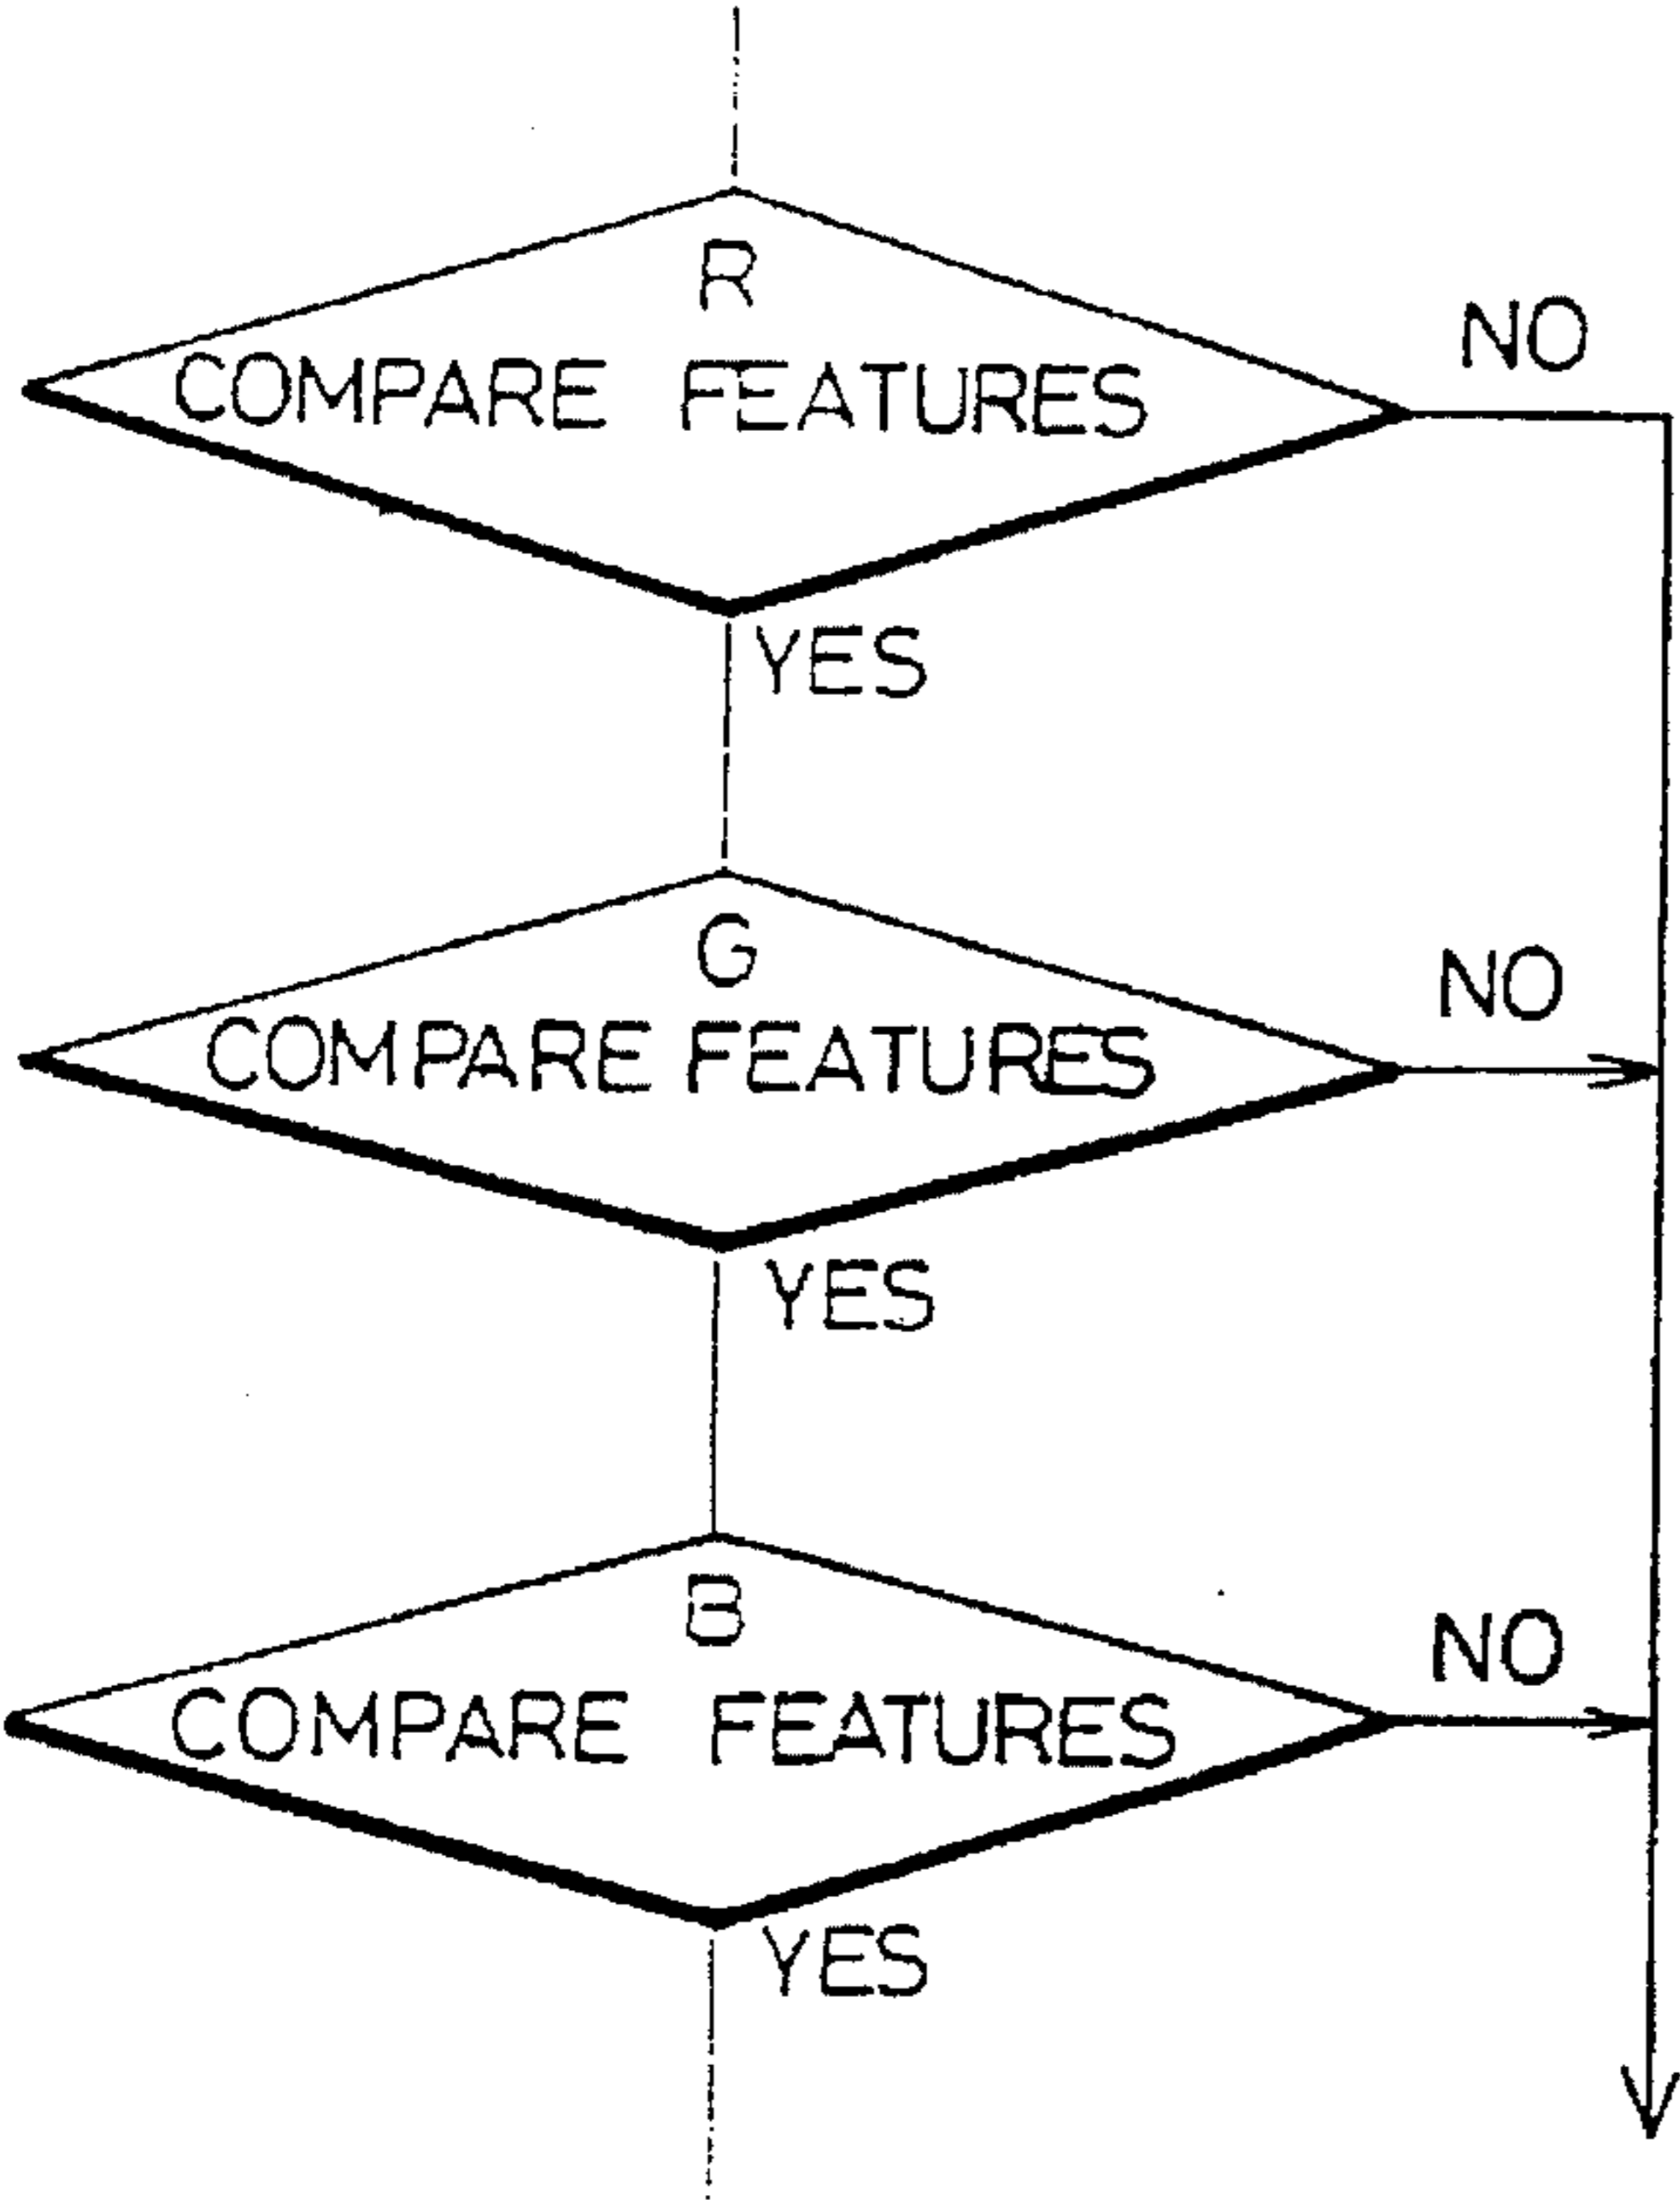 R
COMPARE FEATURES
NO
YES
G
COMPARE FEATURES
NO
YES
B
COMPARE FEATURES
NO
YES